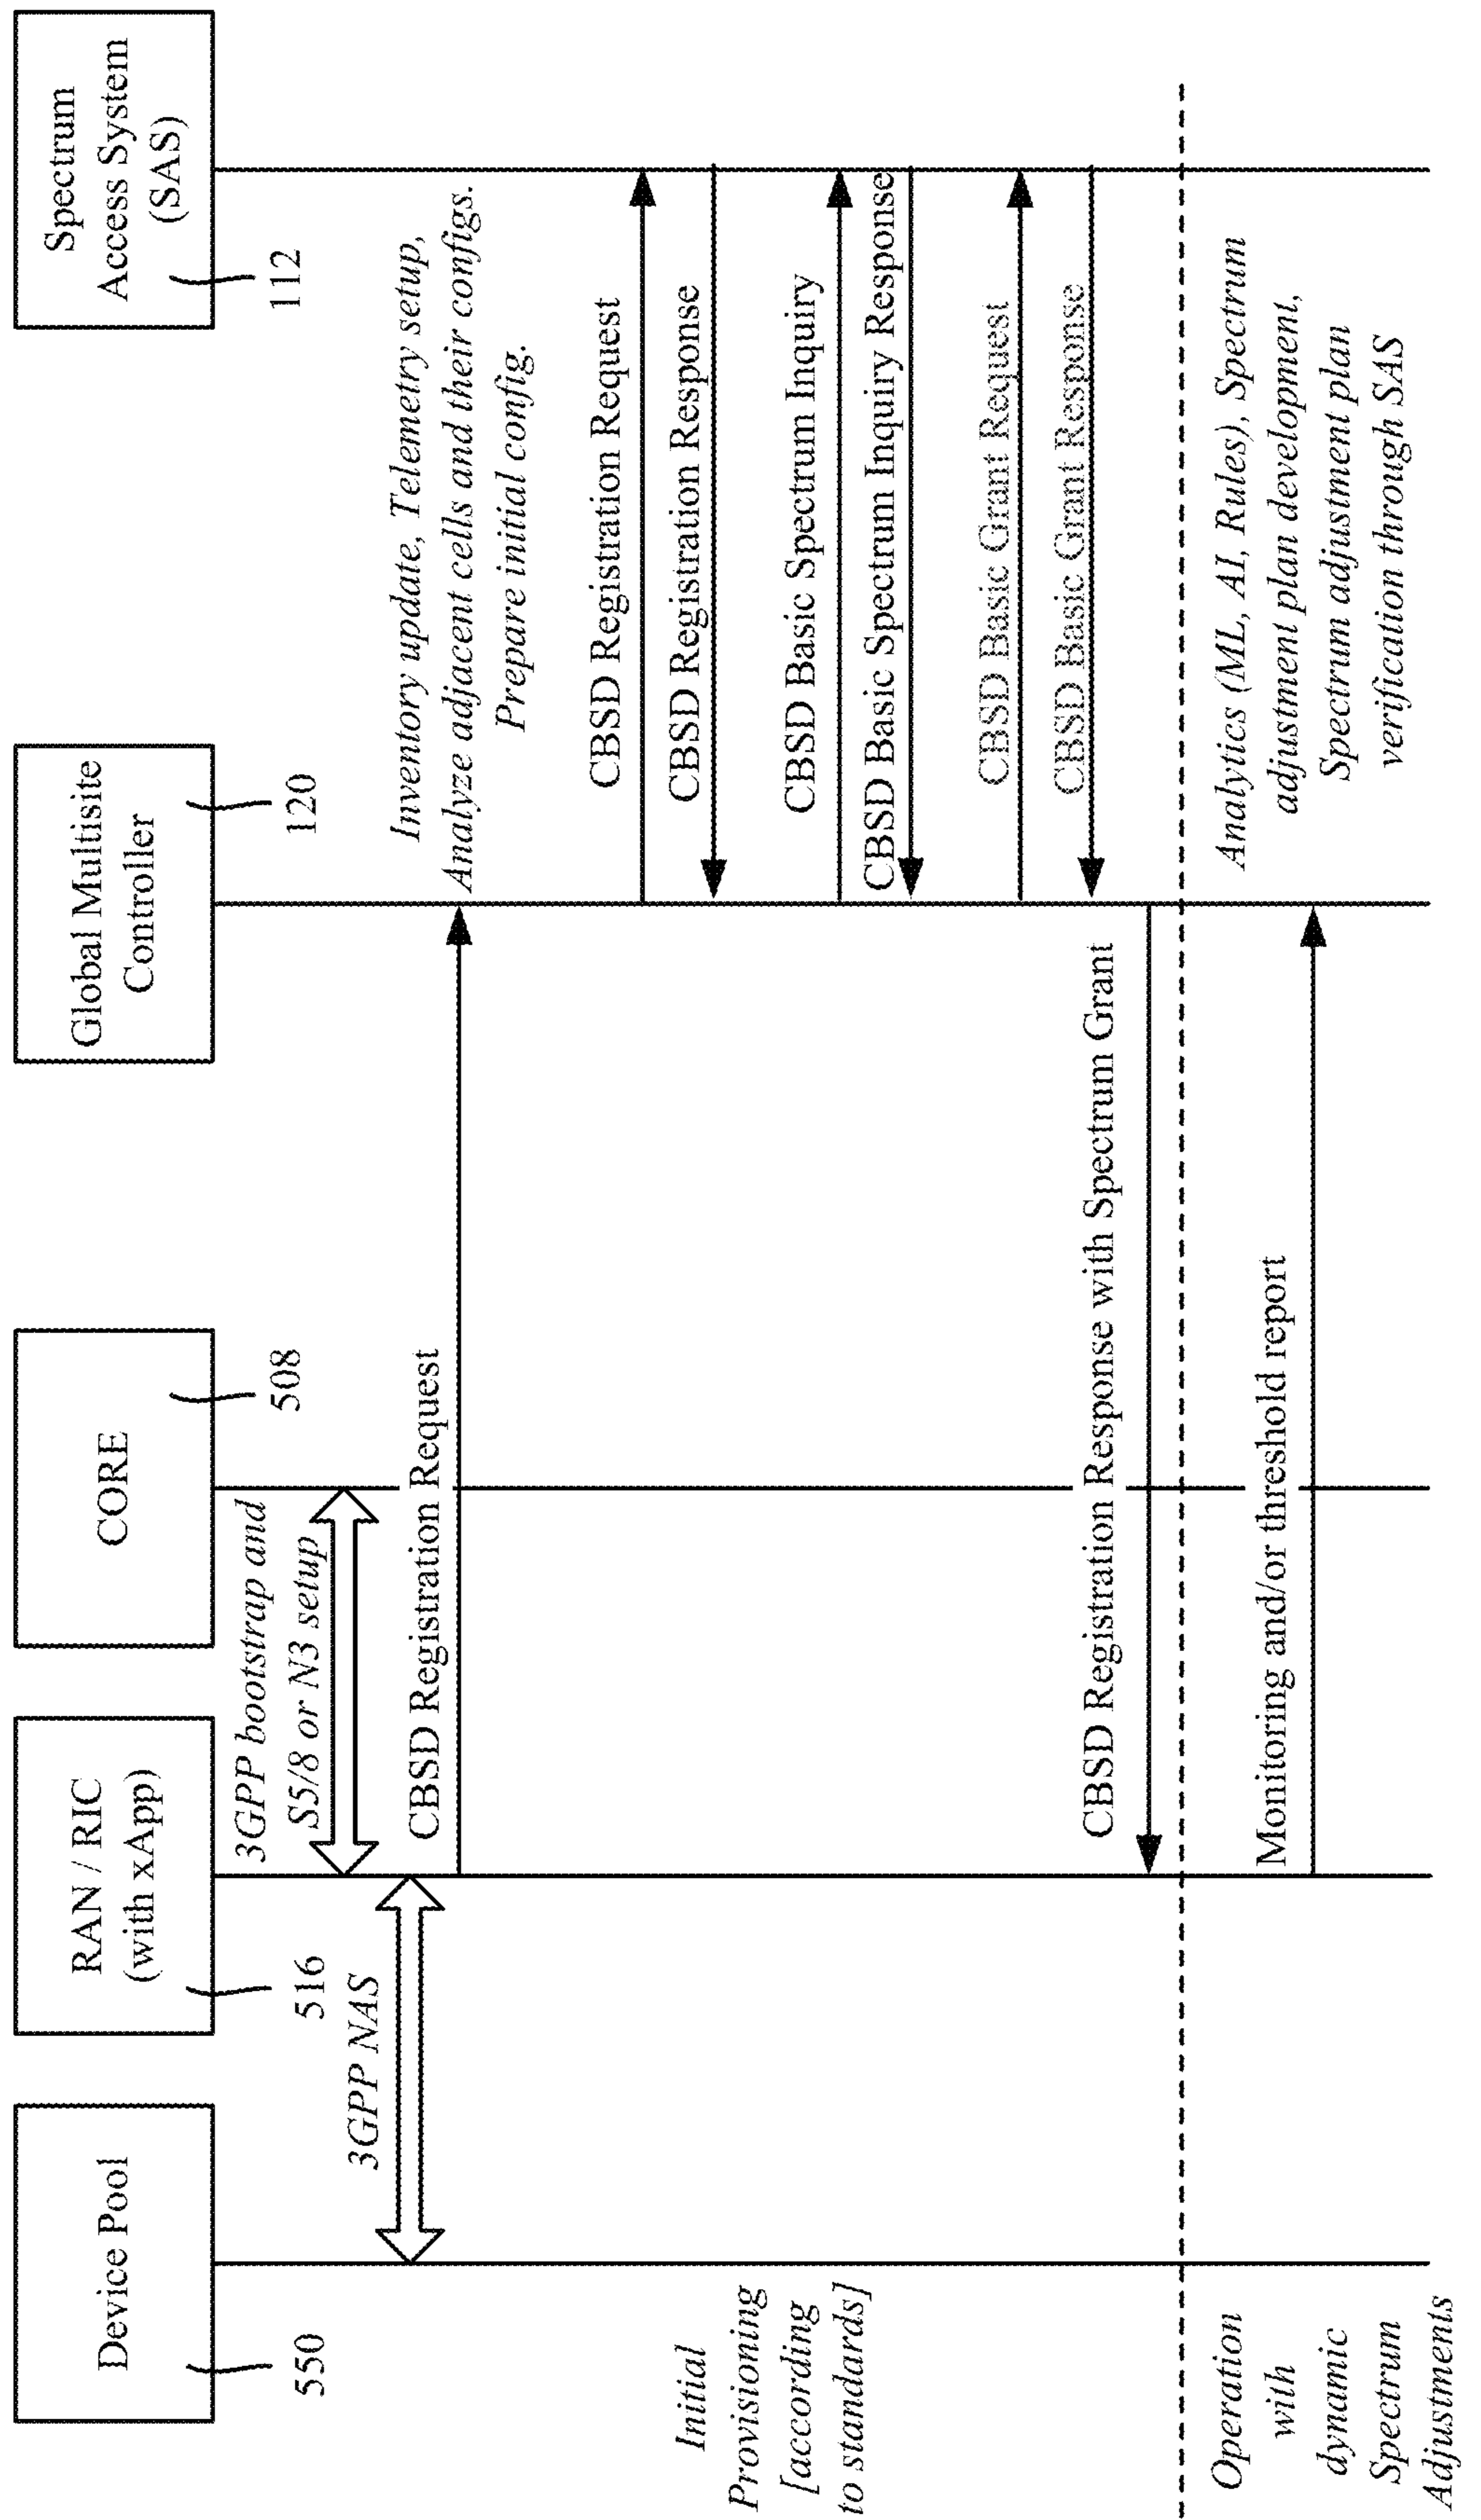 Device Pool
550
RAN / RIC
(with xApp)
516
CORE
508
Global Multisite
Controller
120
Spectrum
Access System
(SAS)
112
3GPP bootstrap and
S5/8 or N3 setup
3GPP NAS
CBSD Registration Request
Inventory update, Telemetry setup,
Analyze adjacent cells and their configs.
Prepare initial config.
CBSD Registration Request
CBSD Registration Response
Initial
Provisioning
[according
to standards]
CBSD Basic Spectrum Inquiry
CBSD Basic Spectrum Inquiry Response
CBSD Basic Grant Request
CBSD Basic Grant Response
CBSD Registration Response with Spectrum Grant
Operation
with
dynamic
Spectrum
Adjustments
Monitoring and/or threshold report
Analytics (ML, AI, Rules), Spectrum
adjustment plan development,
Spectrum adjustment plan
verification through SAS